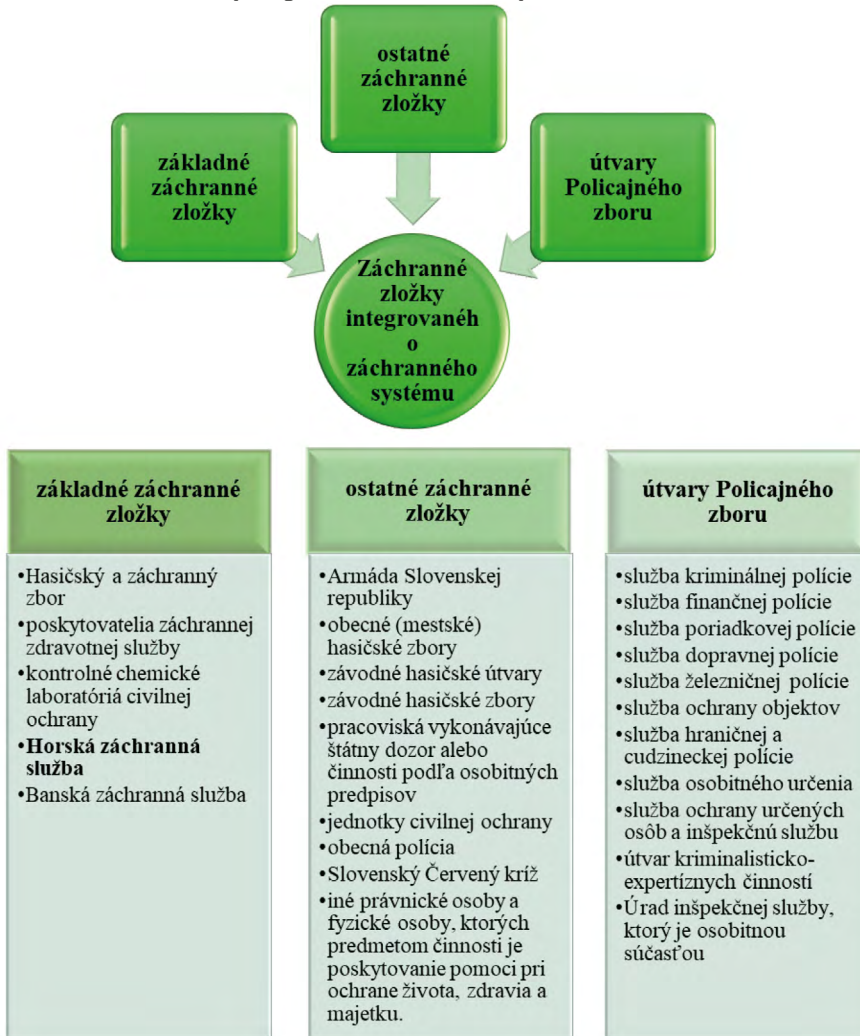 ostatné
záchranné
zložky
základné
záchranné
zložky
útvary
Policajného
zboru
Záchranné
zložky
integrovanéh
o
záchranného
systému
základné záchranné
zložky
•Hasičský a záchranný
zbor
•poskytovatelia záchrannej
zdravotnej služby
•kontrolné chemické
laboratóriá civilnej
ochrany
•Horská záchranná
služba
•Banská záchranná služba
ostatné záchranné
zložky
•Armáda Slovenskej
republiky
•obecné (mestské)
hasičské zbory
•závodné hasičské útvary
•závodné hasičské zbory
•pracoviská vykonávajúce
štátny dozor alebo
činnosti podľa osobitných
predpisov
•jednotky civilnej ochrany
•obecná polícia
•Slovenský Červený kríž
•iné právnické osoby a
fyzické osoby, ktorých
predmetom činnosti je
poskytovanie pomoci pri
ochrane života, zdravia a
majetku.
útvary Policajného
zboru
•služba kriminálnej polície
•služba finančnej polície
•služba poriadkovej polície
•služba dopravnej polície
•služba železničnej polície
•služba ochrany objektov
•služba hraničnej a
cudzineckej polície
•služba osobitného určenia
•služba ochrany určených
osôb a inšpekčnú službu
•útvar kriminalisticko-
expertíznych činností
•Úrad inšpekčnej služby,
ktorý je osobitnou
súčasťou